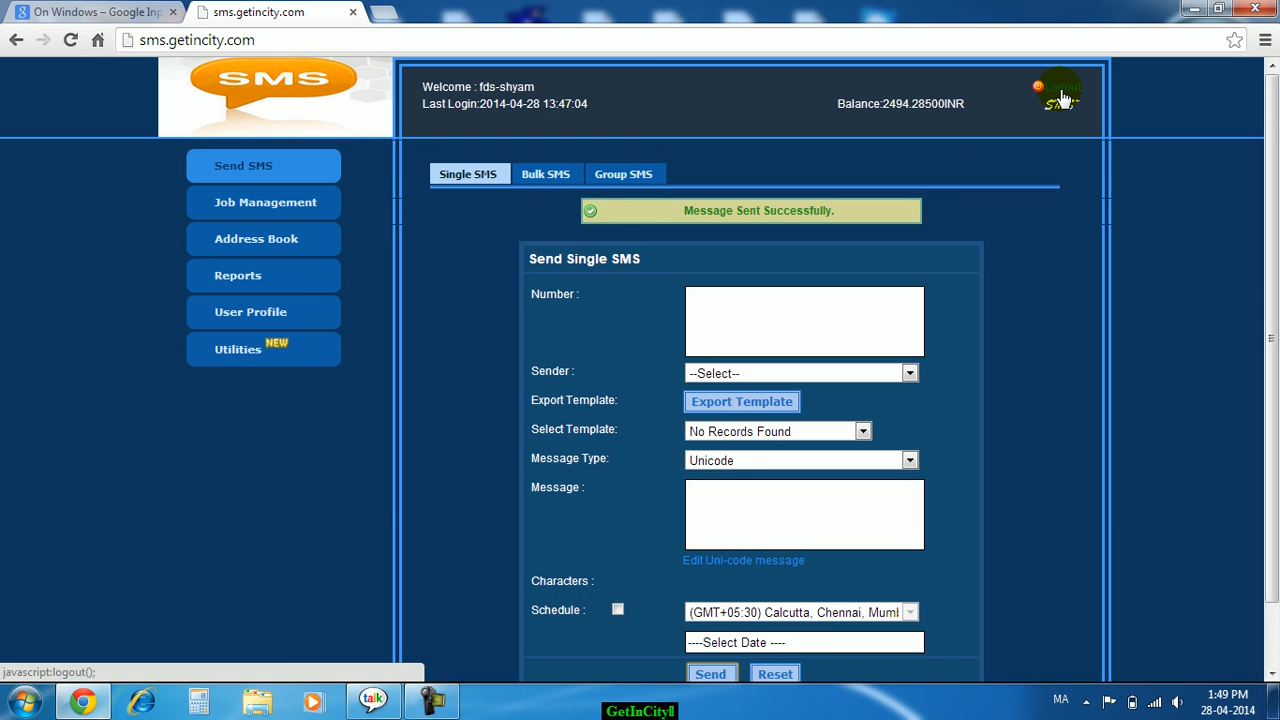 On Windows – Google Inp
sms.getincity.com
sms.getincity.com
SMS
Welcome : fds-shyam
Last Login:2014-04-28 13:47:04
Balance:2494.28500INR
Logout
Send SMS
Job Management
Address Book
Reports
User Profile
Utilities NEW
Single SMS
Bulk SMS
Group SMS
Message Sent Successfully.
Send Single SMS
Number :
Sender :
--Select--
Export Template:
Export Template
Select Template:
No Records Found
Message Type:
Unicode
Message :
Edit Uni-code message
Characters :
Schedule :
(GMT+05:30) Calcutta, Chennai, Mumb
----Select Date ----
Send
Reset
javascript:logout();
talk
GetInCity
MA
1:49 PM
28-04-2014